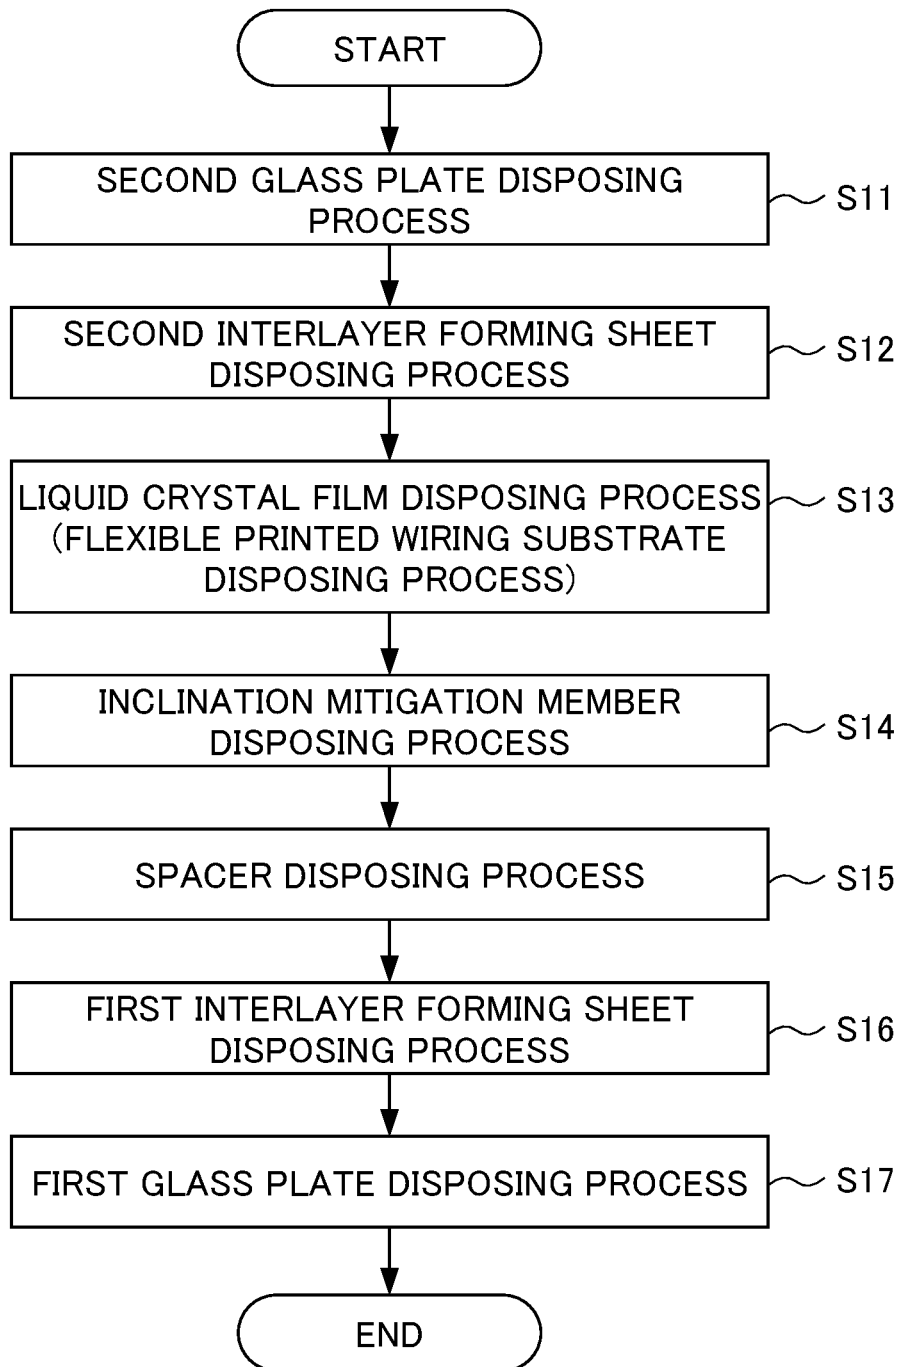 START
SECOND GLASS PLATE DISPOSING
PROCESS
S11
SECOND INTERLAYER FORMING SHEET
DISPOSING PROCESS
S12
LIQUID CRYSTAL FILM DISPOSING PROCESS
(FLEXIBLE PRINTED WIRING SUBSTRATE
DISPOSING PROCESS)
S13
INCLINATION MITIGATION MEMBER
DISPOSING PROCESS
S14
SPACER DISPOSING PROCESS
S15
FIRST INTERLAYER FORMING SHEET
DISPOSING PROCESS
S16
FIRST GLASS PLATE DISPOSING PROCESS
S17
END